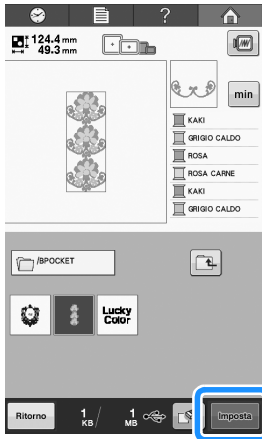 ?
124.4 mm
49.3 mm
min
KAKI
GRIGIO CALDO
ROSA
ROSA CARNE
KAKI
GRIGIO CALDO
/BPOCKET
Lucky
Color
Ritorno
1 KB/
1 MB
Imposta